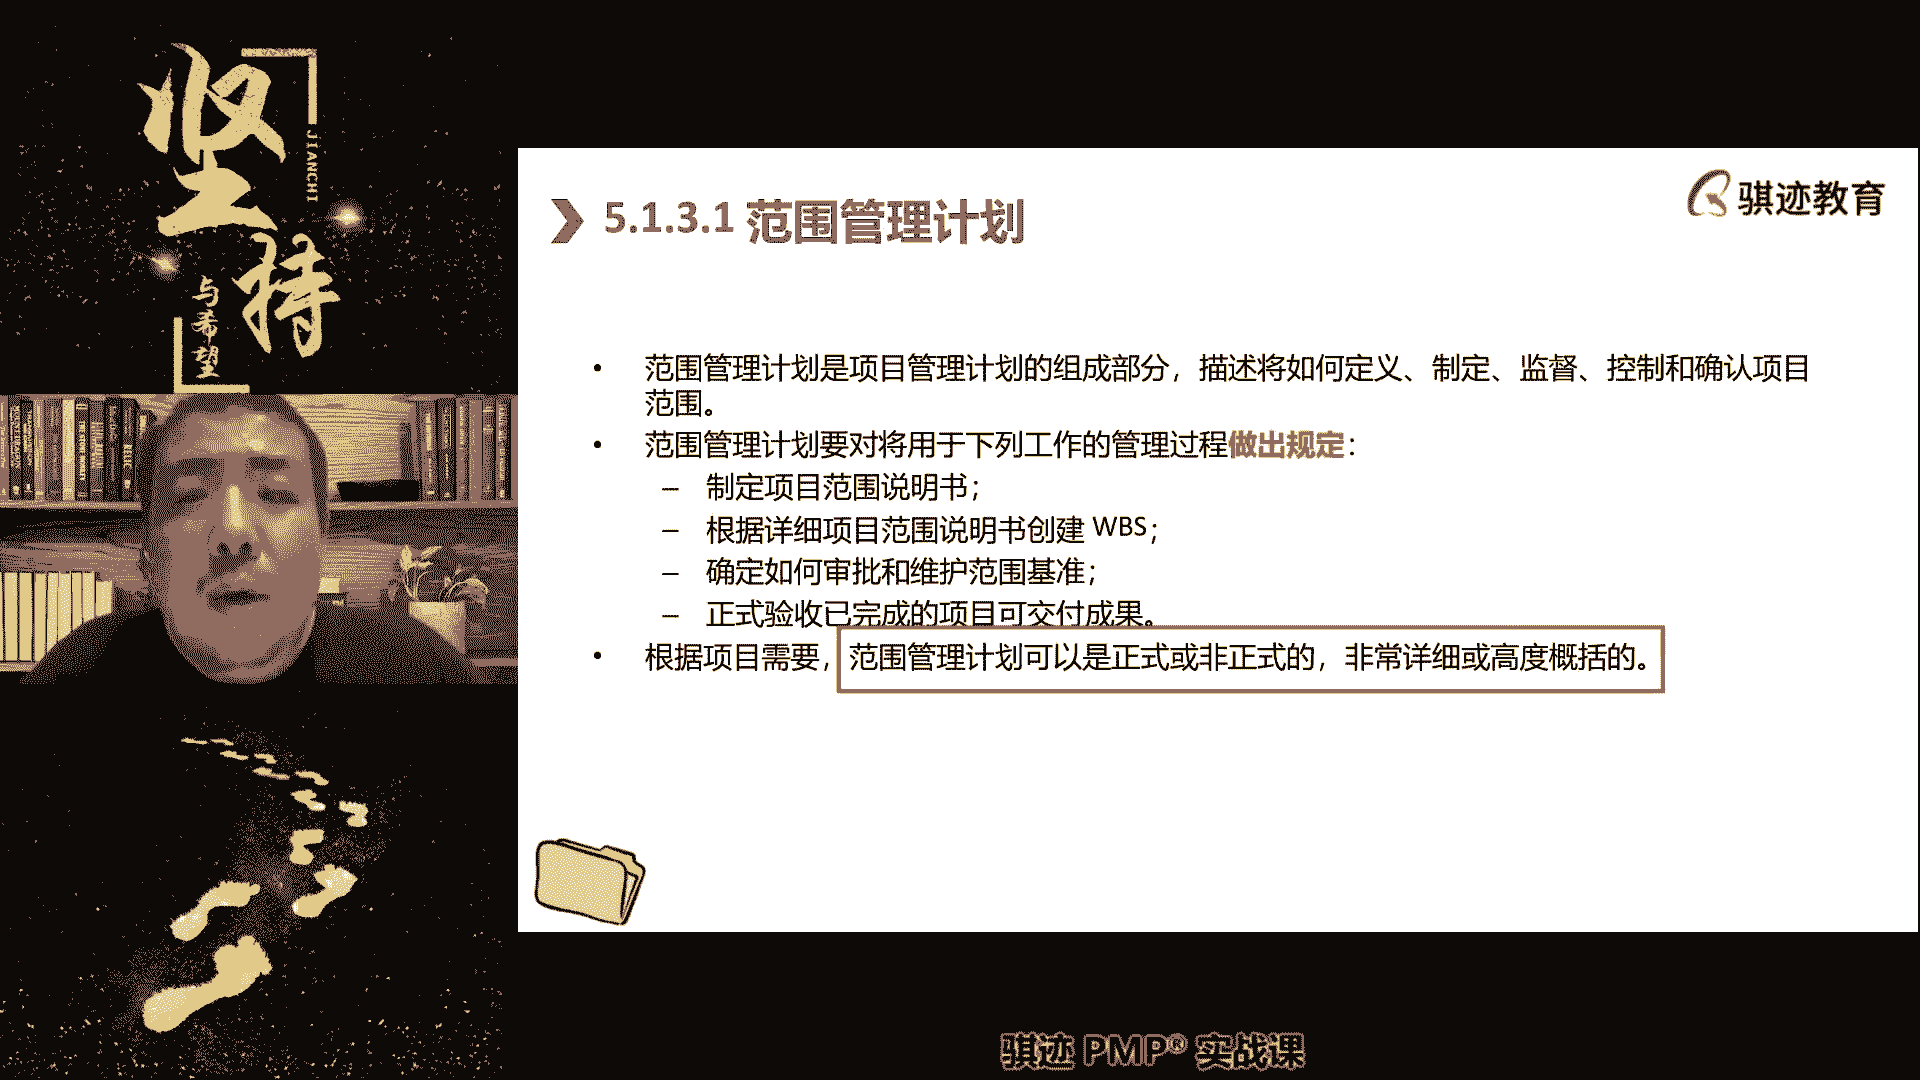 坚持
JIANCHI
与希望
骐迹教育
5.1.3.1 范围管理计划
• 范围管理计划是项目管理计划的组成部分，描述将如何定义、制定、监督、控制和确认项目
范围。
• 范围管理计划要对将用于下列工作的管理过程做出规定：
– 制定项目范围说明书；
– 根据详细项目范围说明书创建 WBS；
– 确定如何审批和维护范围基准；
– 正式验收已完成的项目可交付成果。
• 根据项目需要，范围管理计划可以是正式或非正式的，非常详细或高度概括的。
骐迹 PMP® 实战课